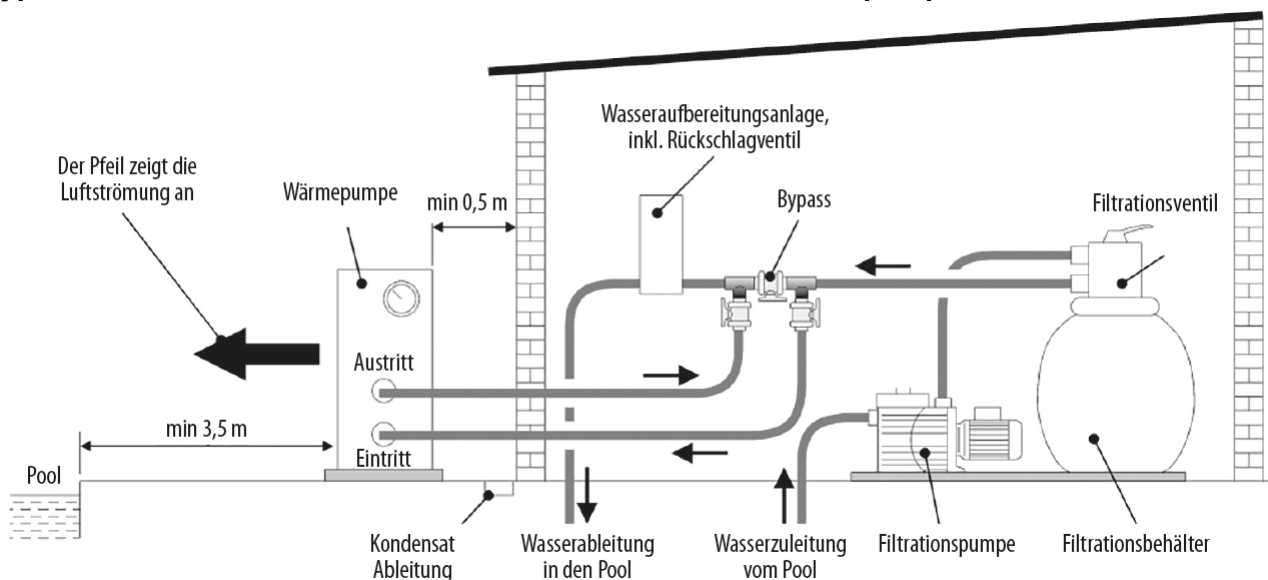 Wasseraufbereitungsanlage,
inkl. Rückschlagventil
Der Pfeil zeigt die
Luftströmung an
Wärmepumpe
min 0,5 m
Bypass
Filtrationsventil
Austritt
min 3,5 m
Eintritt
Pool
Kondensat
Ableitung
Wasserableitung
in den Pool
Wasserzuleitung
vom Pool
Filtrationspumpe
Filtrationsbehälter